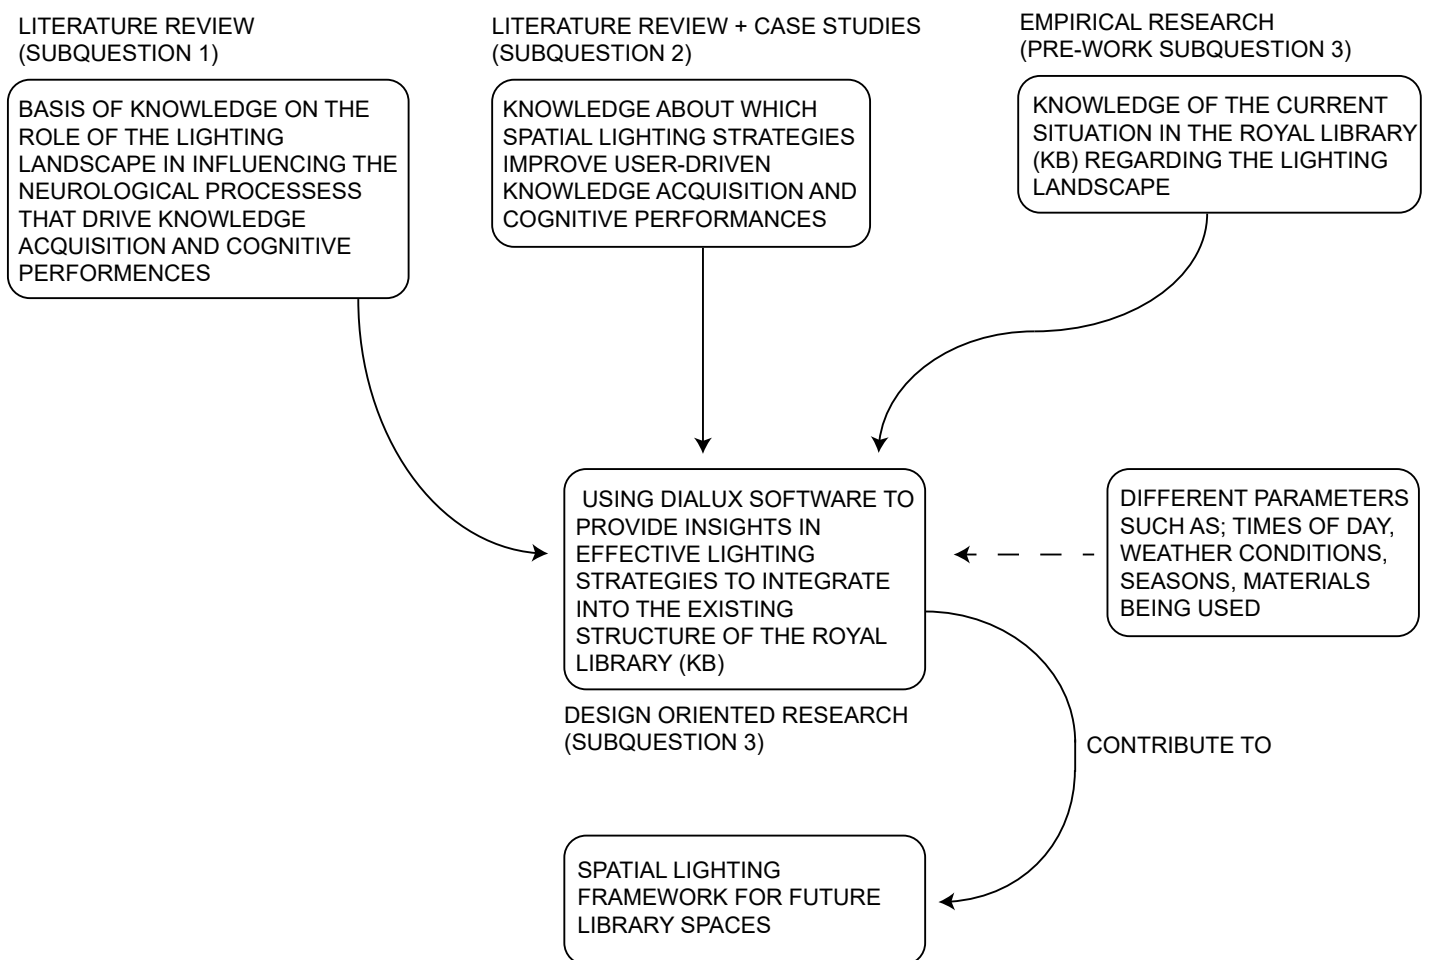 LITERATURE REVIEW
(SUBQUESTION 1)
BASIS OF KNOWLEDGE ON THE
ROLE OF THE LIGHTING
LANDSCAPE IN INFLUENCING THE
NEUROLOGICAL PROCESSESS
THAT DRIVE KNOWLEDGE
ACQUISITION AND COGNITIVE
PERFORMENCES
LITERATURE REVIEW + CASE STUDIES
(SUBQUESTION 2)
KNOWLEDGE ABOUT WHICH
SPATIAL LIGHTING STRATEGIES
IMPROVE USER-DRIVEN
KNOWLEDGE ACQUISITION AND
COGNITIVE PERFORMANCES
EMPIRICAL RESEARCH
(PRE-WORK SUBQUESTION 3)
KNOWLEDGE OF THE CURRENT
SITUATION IN THE ROYAL LIBRARY
(KB) REGARDING THE LIGHTING
LANDSCAPE
USING DIALUX SOFTWARE TO
PROVIDE INSIGHTS IN
EFFECTIVE LIGHTING
STRATEGIES TO INTEGRATE
INTO THE EXISTING
STRUCTURE OF THE ROYAL
LIBRARY (KB)
DESIGN ORIENTED RESEARCH
(SUBQUESTION 3)
DIFFERENT PARAMETERS
SUCH AS; TIMES OF DAY,
WEATHER CONDITIONS,
SEASONS, MATERIALS
BEING USED
CONTRIBUTE TO
SPATIAL LIGHTING
FRAMEWORK FOR FUTURE
LIBRARY SPACES